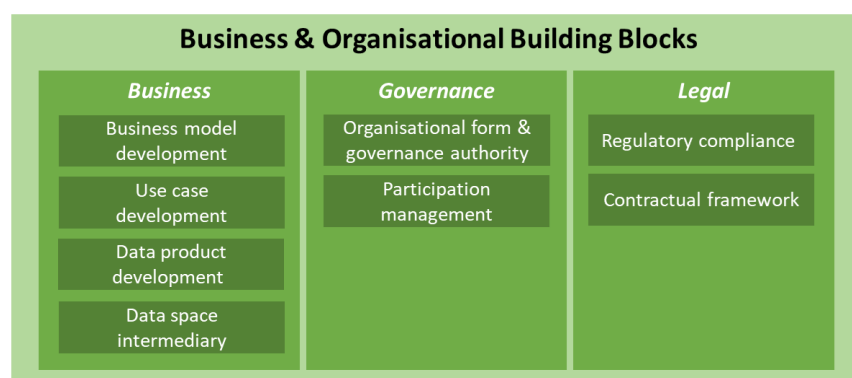 Business & Organisational Building Blocks
Business
Business model
development
Use case
development
Data product
development
Data space
intermediary
Governance
Organisational form &
governance authority
Participation
management
Legal
Regulatory compliance
Contractual framework